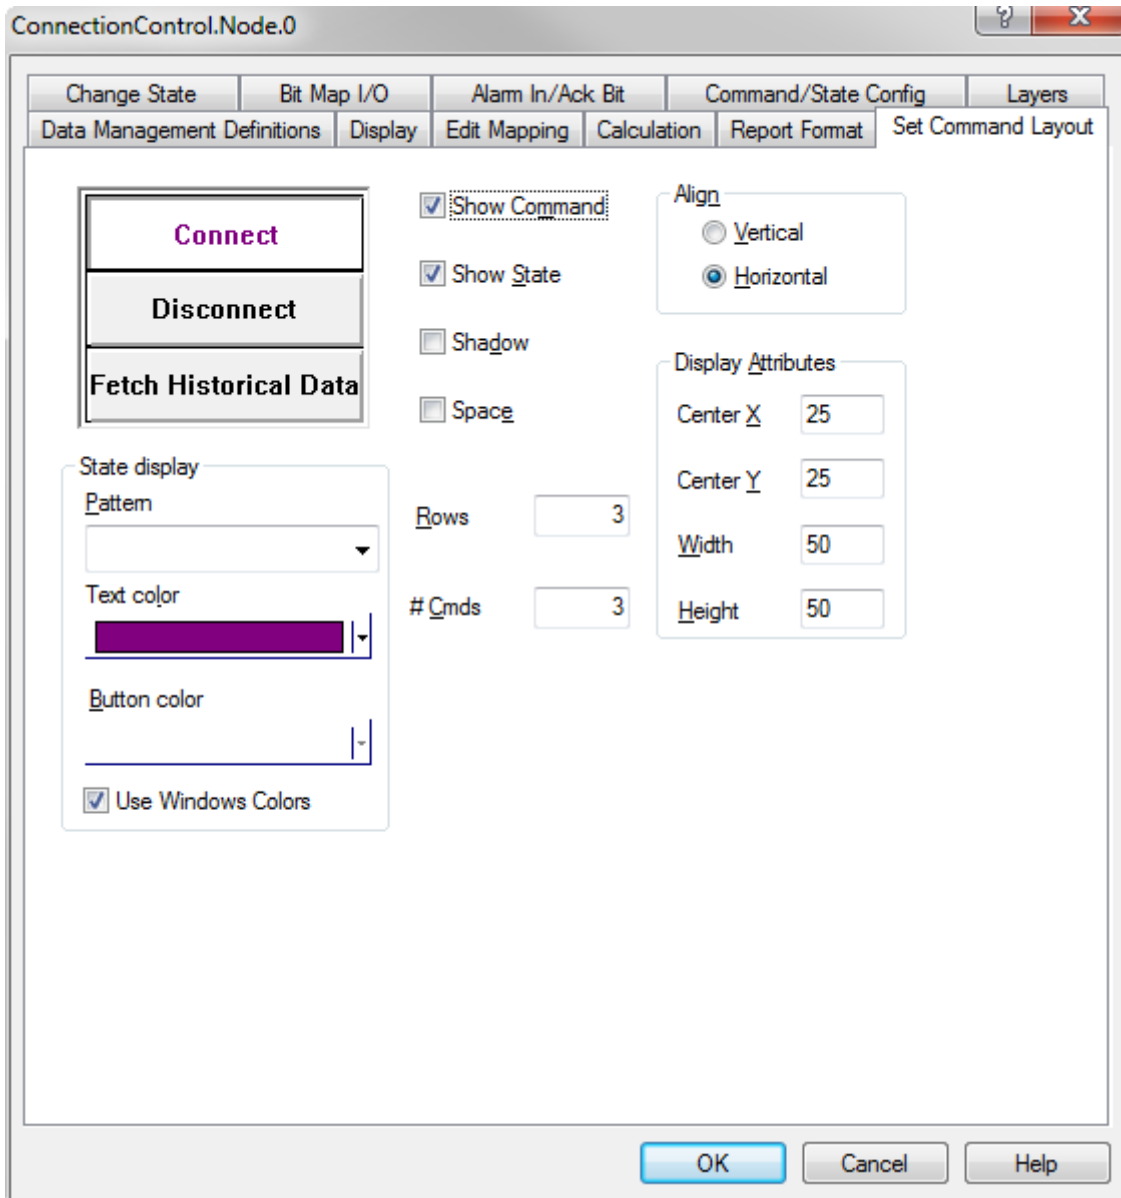 ConnectionControl.Node.0
?
Change State
Bit Map I/O
Alarm In/Ack Bit
Command/State Config
Layers
Data Management Definitions
Display
Edit Mapping
Calculation
Report Format
Set Command Layout
Connect
Disconnect
Fetch Historical Data
Show Command
Show State
Shadow
Space
Align
Vertical
Horizontal
Display Attributes
Center X 25
Center Y 25
Width 50
Height 50
State display
Pattern
Text color
Button color
Use Windows Colors
Rows 3
# Cmds 3
OK
Cancel
Help